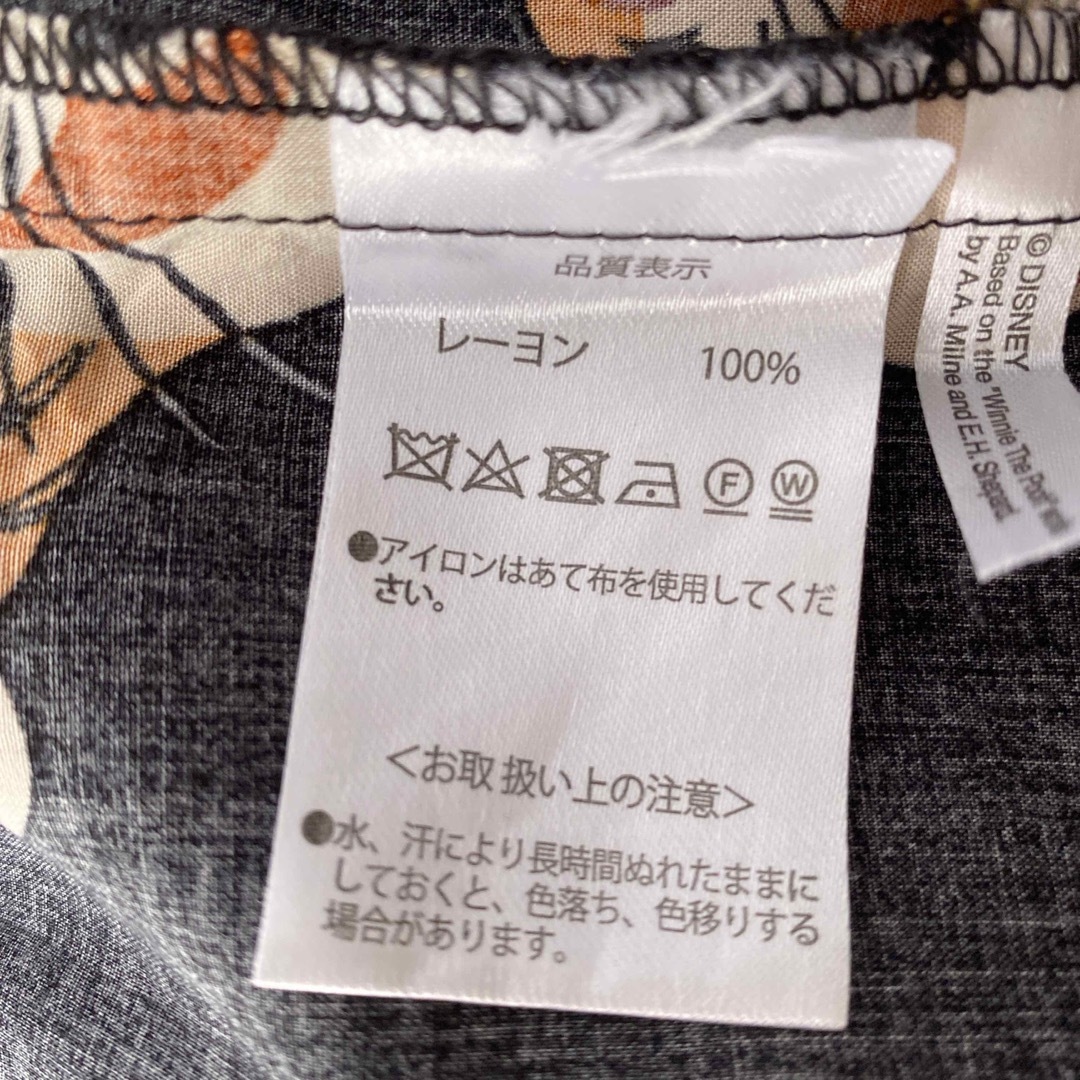 品質表示
レーヨン 100%
F W
●アイロンはあて布を使用してくだ
さい。
＜お取扱い上の注意＞
●水、汗により長時間ぬれたままに
しておくと、色落ち、色移りする
場合があります。
© DISNEY
Based on the "Winnie The Pooh" works
by A.A. Milne and E.H. Shepard.